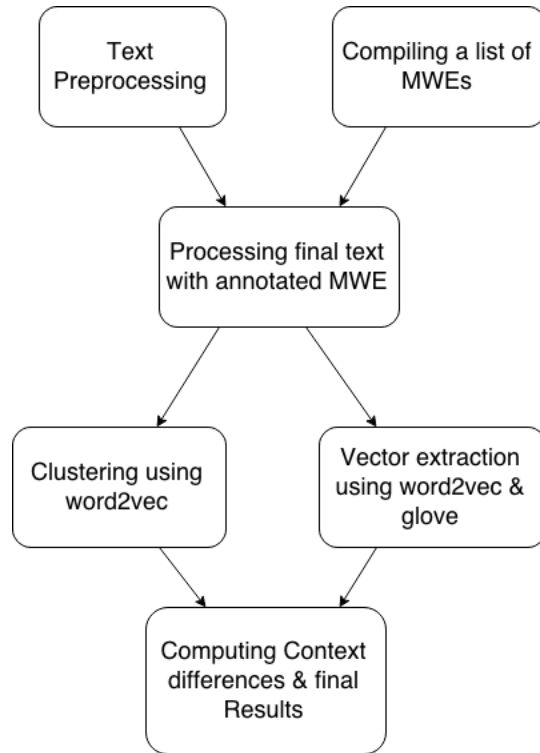 Text
Preprocessing
Compiling a list of
MWEs
Processing final text
with annotated MWE
Clustering using
word2vec
Vector extraction
using word2vec &
glove
Computing Context
differences & final
Results